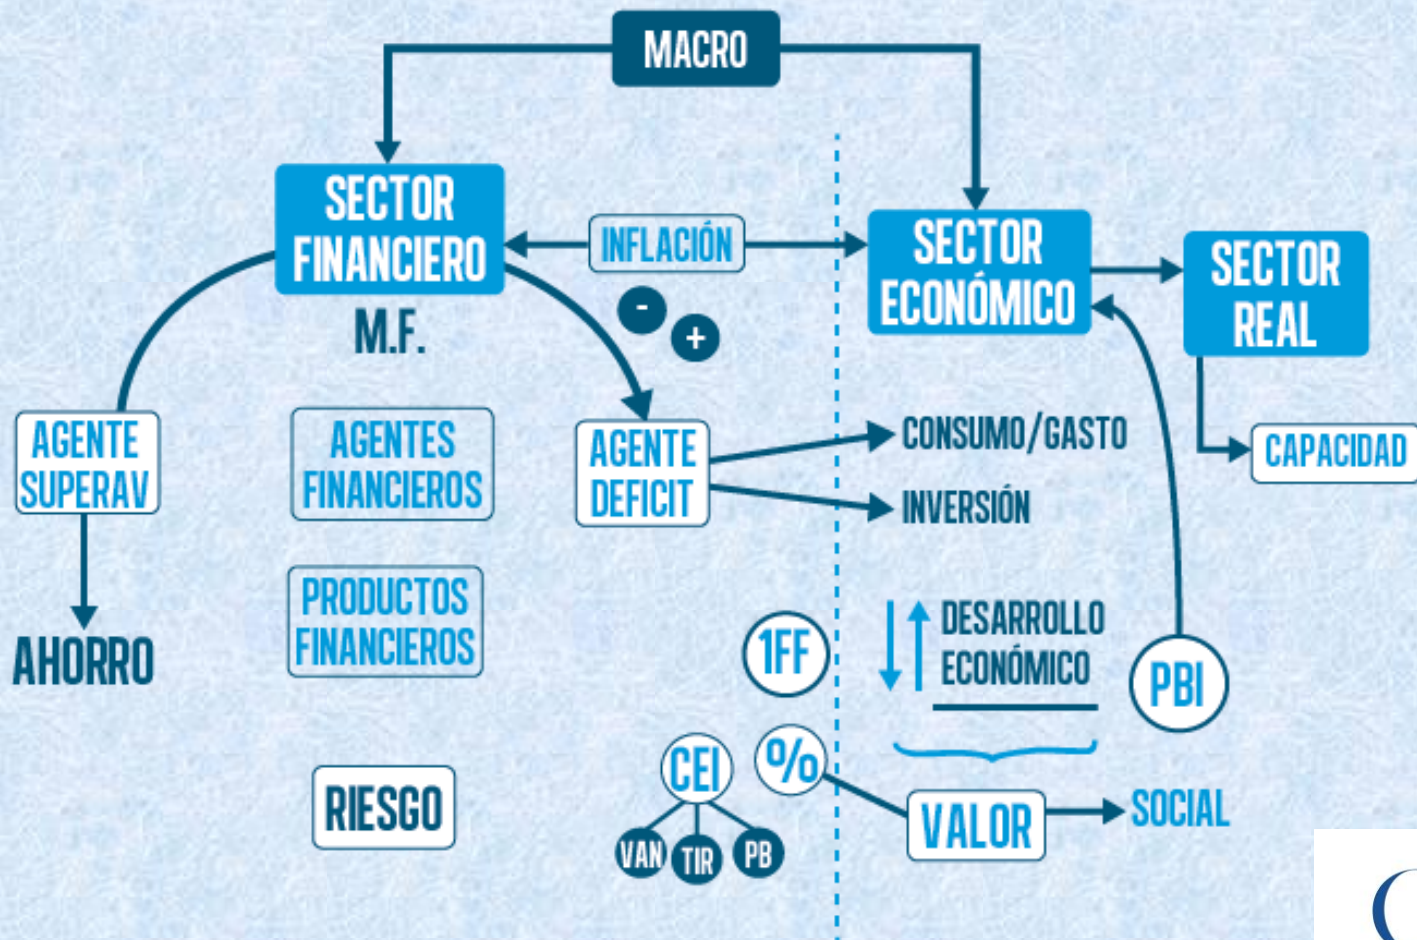 MACRO
SECTOR
FINANCIERO
M.F.
INFLACIÓN
-
+
SECTOR
ECONÓMICO
SECTOR
REAL
AGENTE
SUPERAV
AGENTES
FINANCIEROS
AGENTE
DEFICIT
CONSUMO/GASTO
INVERSIÓN
CAPACIDAD
AHORRO
PRODUCTOS
FINANCIEROS
1FF
DESARROLLO
ECONÓMICO
PBI
RIESGO
CEI
%
VAN
TIR
PB
VALOR
SOCIAL